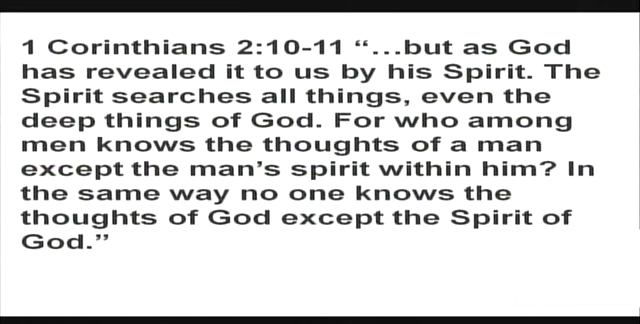 1 Corinthians 2:10-11 “…but as God
has revealed it to us by his Spirit. The
Spirit searches all things, even the
deep things of God. For who among
men knows the thoughts of a man
except the man’s spirit within him? In
the same way no one knows the
thoughts of God except the Spirit of
God.”